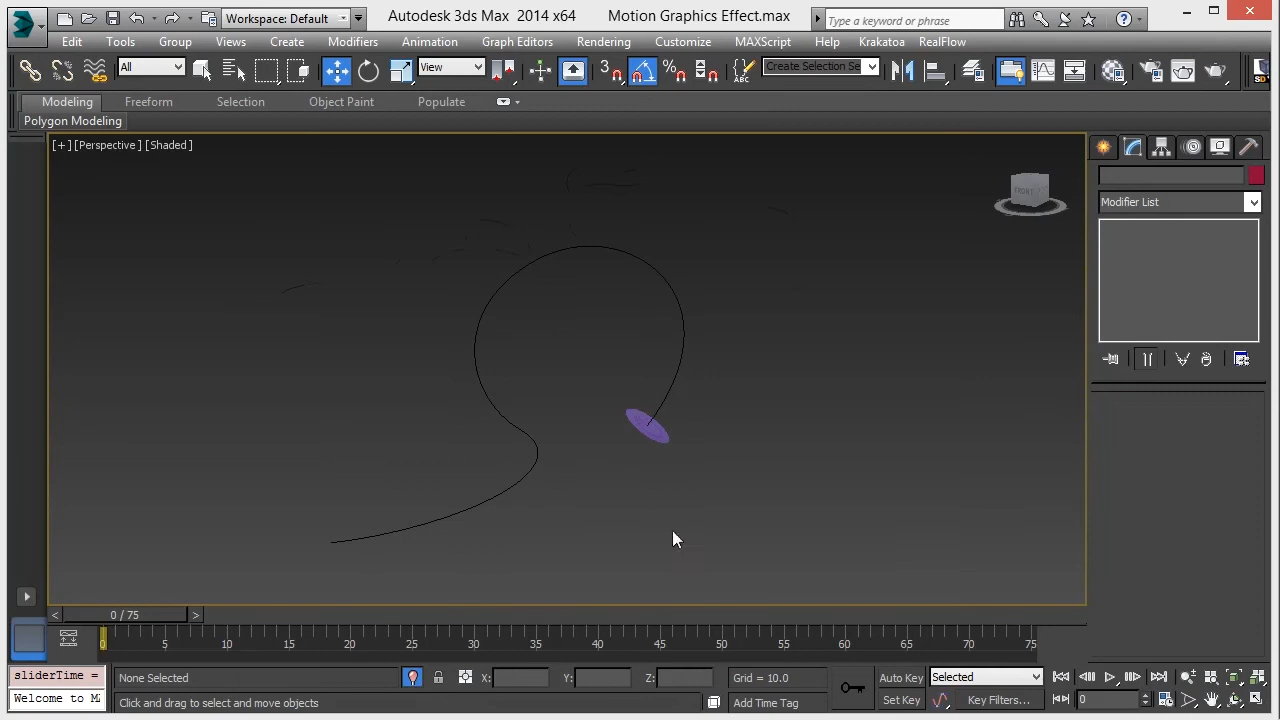 Workspace: Default
Autodesk 3ds Max 2014 x64
Motion Graphics Effect.max
Type a keyword or phrase
Edit Tools Group Views Create Modifiers Animation Graph Editors Rendering Customize MAXScript Help Krakatoa RealFlow
All
View
3
ABC
Create Selection Se
SD
Modeling Freeform Selection Object Paint Populate
Polygon Modeling
[+] [Perspective] [Shaded]
FRONT
Modifier List
< 0 / 75 >
0 5 10 15 20 25 30 35 40 45 50 55 60 65 70 75
sliderTime =
None Selected
X: Y: Z:
Grid = 10.0
Auto Key
Selected
Welcome to M
Click and drag to select and move objects
Add Time Tag
Set Key
Key Filters...
0